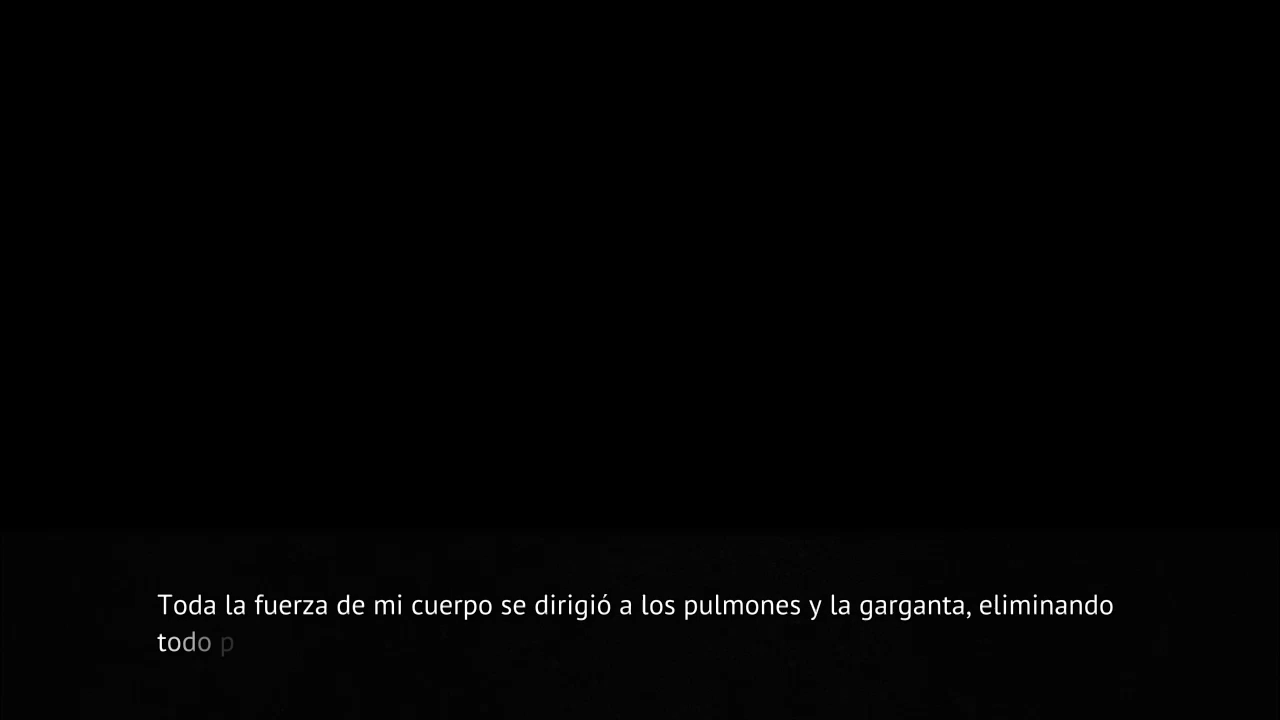 Toda la fuerza de mi cuerpo se dirigió a los pulmones y la garganta, eliminando
todo p